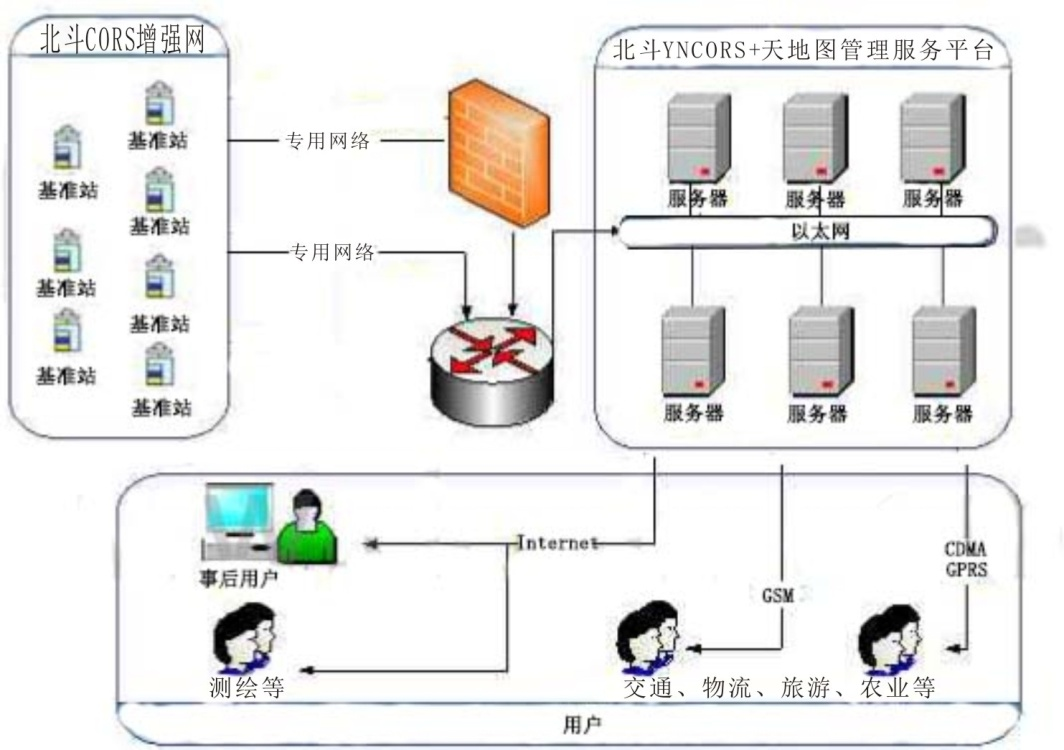 北斗CORS增强网
基准站
基准站
基准站
基准站
基准站
基准站
基准站
专用网络
专用网络
北斗YNCORS+天地图管理服务平台
服务器
服务器
服务器
以太网
服务器
服务器
服务器
Internet
事后用户
CDMA
GPRS
GSM
测绘等
交通、物流、旅游、农业等
用户